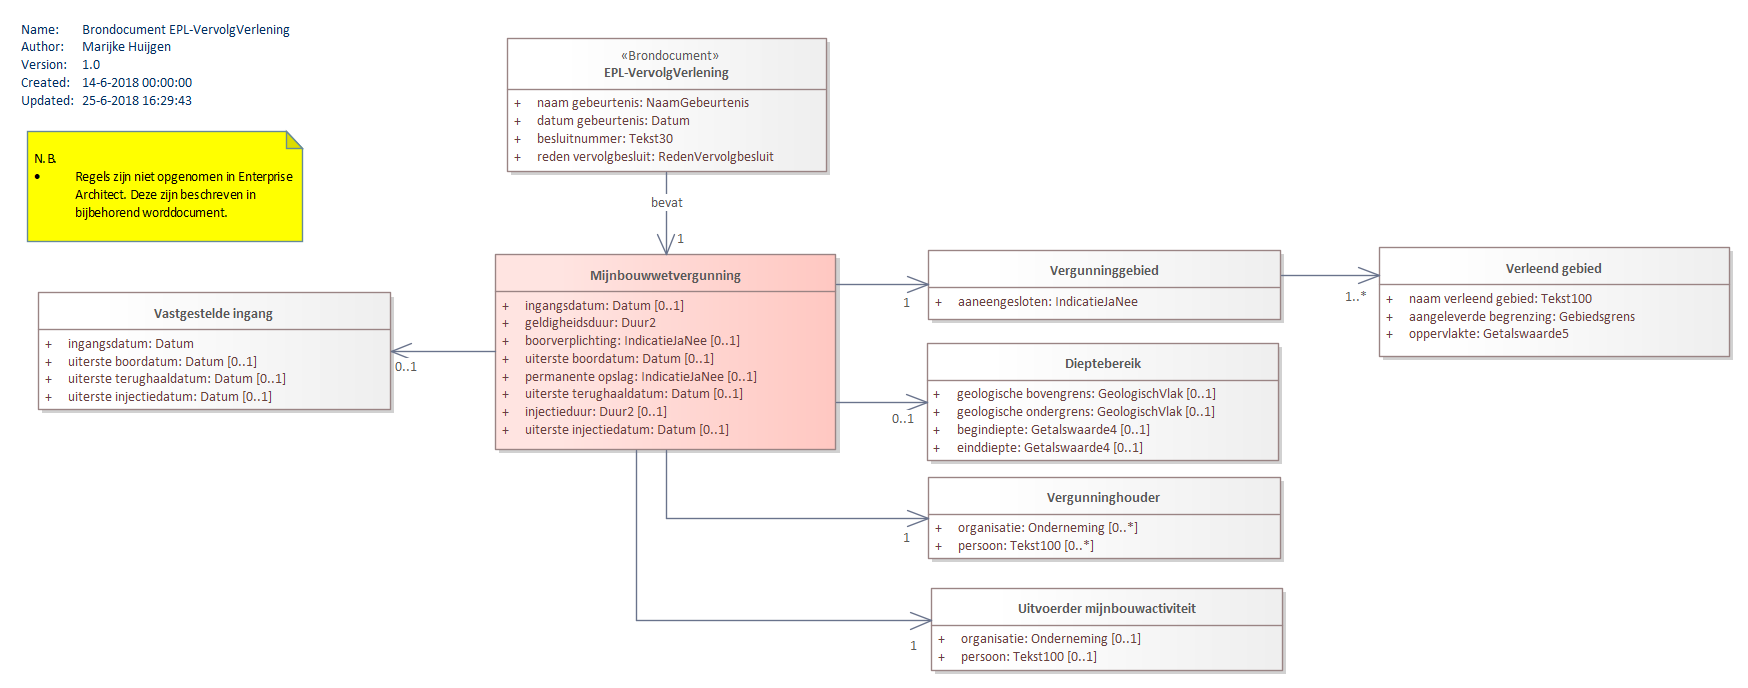 Name: Brondocument EPL-VervolgVerlening
Author: Marijke Huijgen
Version: 1.0
Created: 14-6-2018 00:00:00
Updated: 25-6-2018 16:29:43
N.B.
• Regels zijn niet opgenomen in Enterprise
Architect. Deze zijn beschreven in
bijbehorend worddocument.
«Brondocument»
EPL-VervolgVerlening
+ naam gebeurtenis: NaamGebeurtenis
+ datum gebeurtenis: Datum
+ besluitnummer: Tekst30
+ reden vervolgbesluit: RedenVervolgbesluit
bevat
1
Mijnbouwwetvergunning
+ ingangsdatum: Datum [0..1]
+ geldigheidsduur: Duur2
+ boorverplichting: IndicatieJaNee [0..1]
+ uiterste boordatum: Datum [0..1]
+ permanente opslag: IndicatieJaNee [0..1]
+ uiterste terughaaldatum: Datum [0..1]
+ injectieduur: Duur2 [0..1]
+ uiterste injectiedatum: Datum [0..1]
Vastgestelde ingang
+ ingangsdatum: Datum
+ uiterste boordatum: Datum [0..1]
+ uiterste terughaaldatum: Datum [0..1]
+ uiterste injectiedatum: Datum [0..1]
0..1
Vergunninggebied
+ aaneengesloten: IndicatieJaNee
1
Verleend gebied
+ naam verleend gebied: Tekst100
+ aangeleverde begrenzing: Gebiedsgrens
+ oppervlakte: Getalswaarde5
1..*
Dieptebereik
+ geologische bovengrens: GeologischVlak [0..1]
+ geologische ondergrens: GeologischVlak [0..1]
+ begindiepte: Getalswaarde4 [0..1]
+ einddiepte: Getalswaarde4 [0..1]
0..1
Vergunninghouder
+ organisatie: Onderneming [0..*]
+ persoon: Tekst100 [0..*]
1
Uitvoerder mijnbouwactiviteit
+ organisatie: Onderneming [0..1]
+ persoon: Tekst100 [0..1]
1